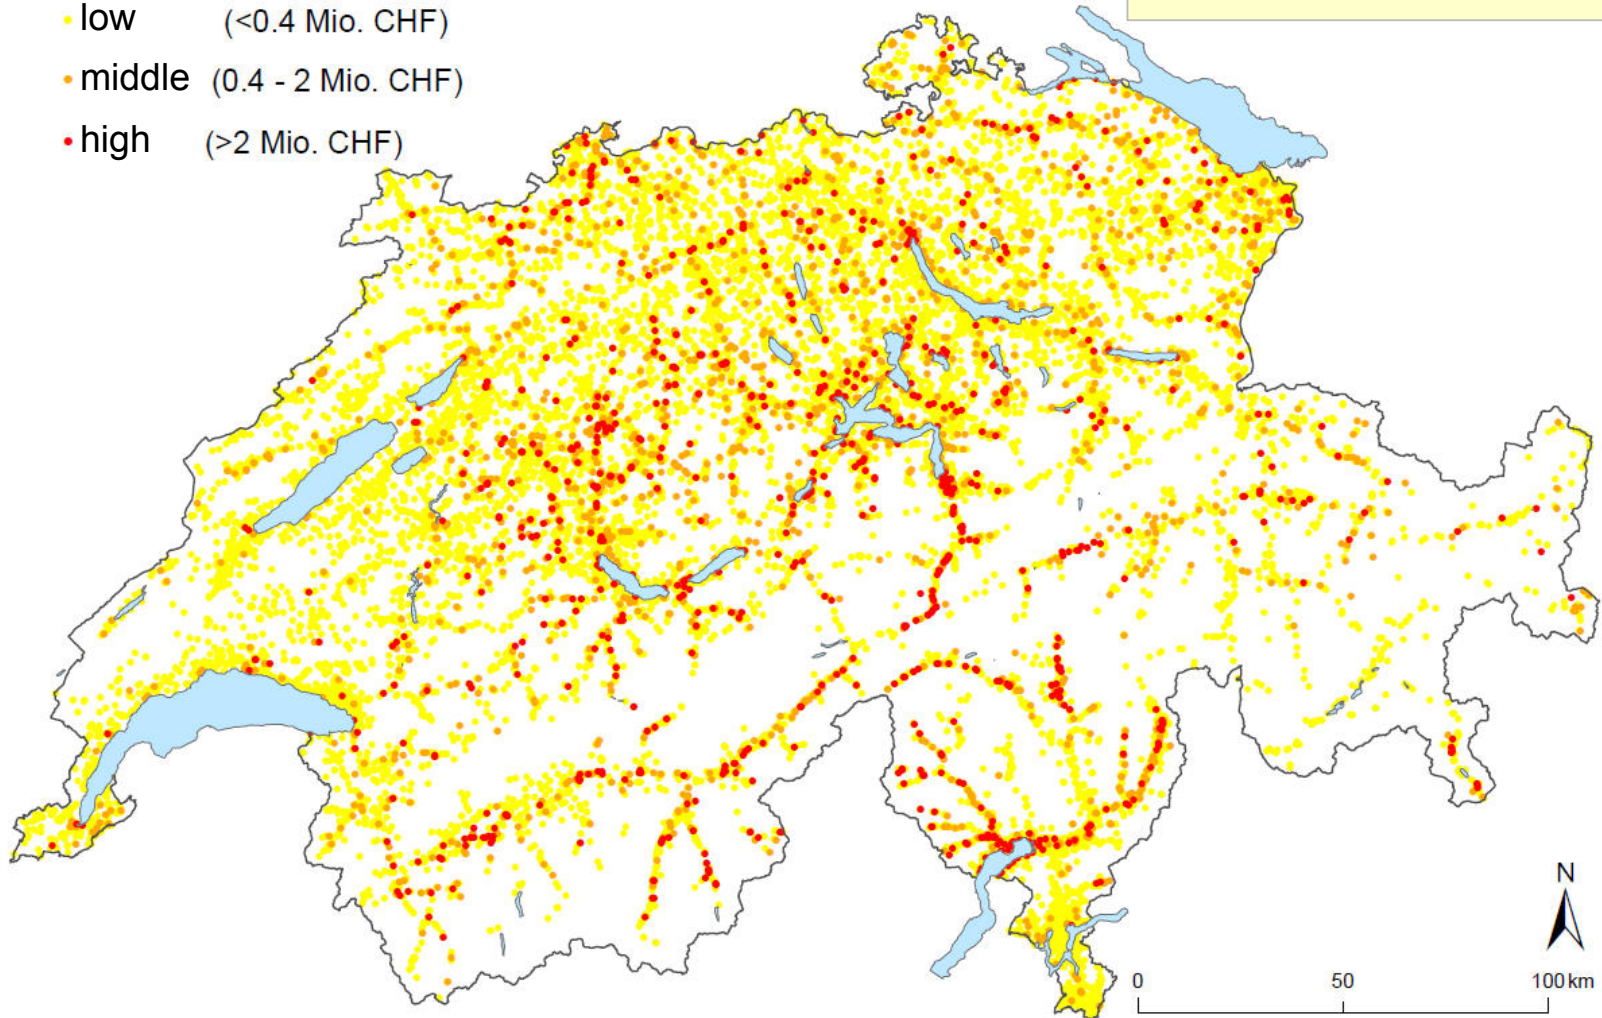 low (<0.4 Mio. CHF)
middle (0.4 - 2 Mio. CHF)
high (>2 Mio. CHF)
N
0 50 100 km